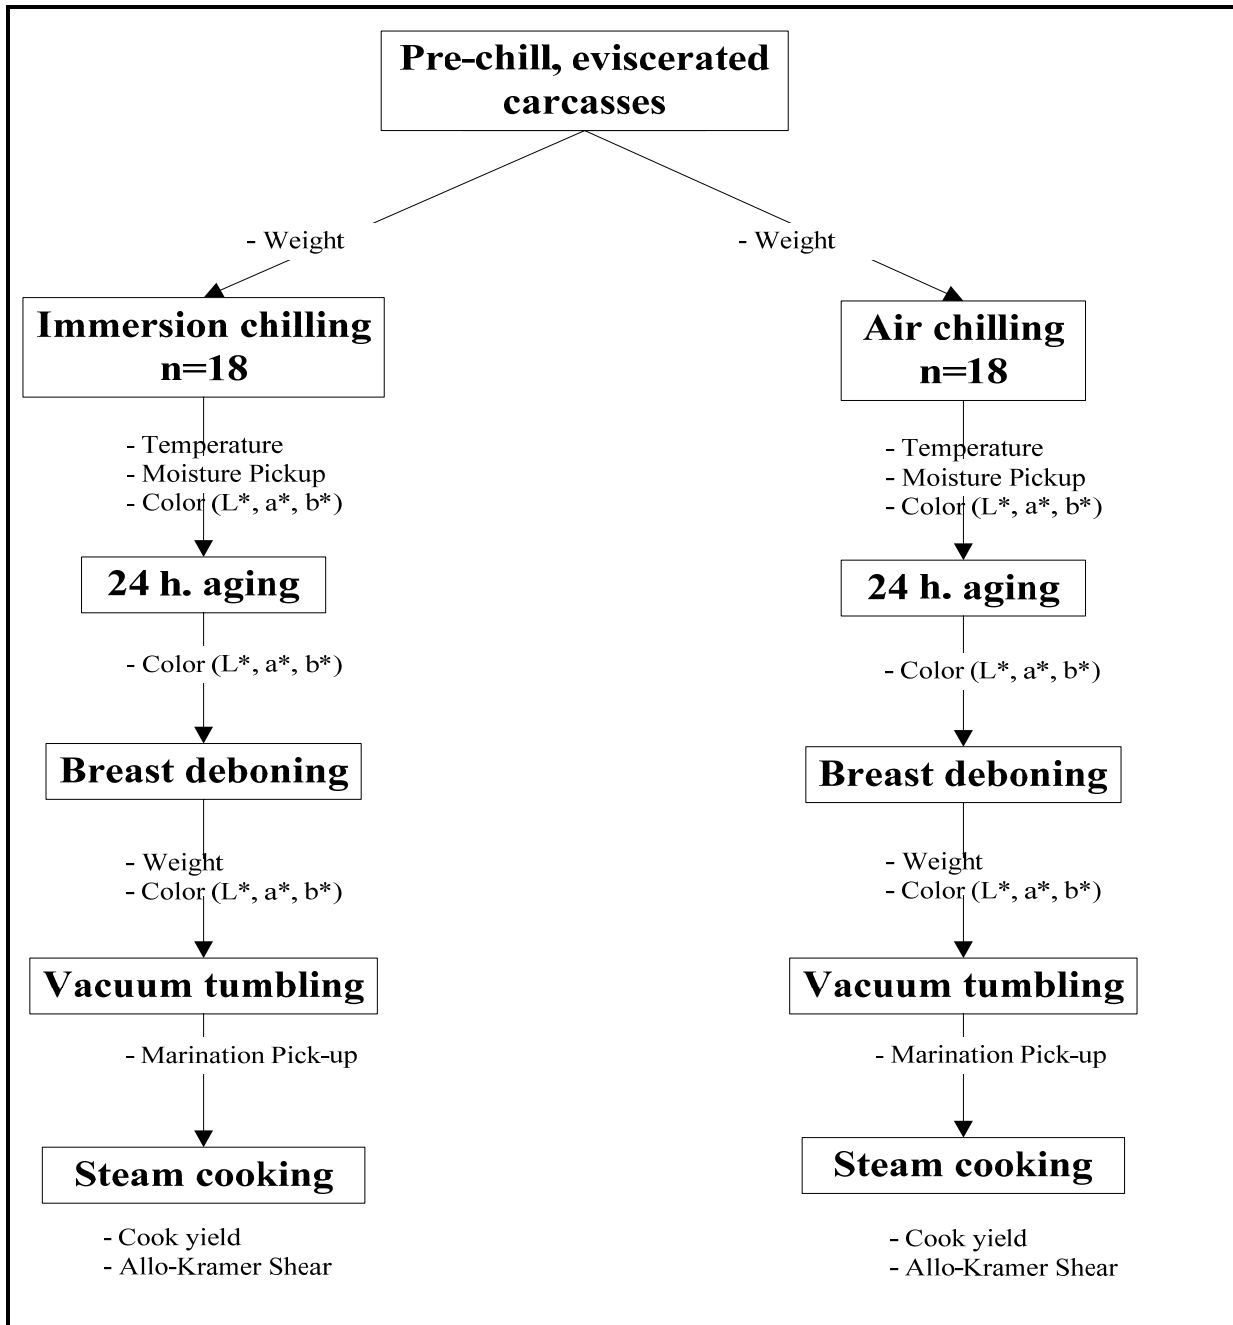 Pre-chill, eviscerated
carcasses
- Weight
- Weight
Immersion chilling
n=18
- Temperature
- Moisture Pickup
- Color (L*, a*, b*)
24 h. aging
- Color (L*, a*, b*)
Breast deboning
- Weight
- Color (L*, a*, b*)
Vacuum tumbling
- Marination Pick-up
Steam cooking
- Cook yield
- Allo-Kramer Shear
Air chilling
n=18
- Temperature
- Moisture Pickup
- Color (L*, a*, b*)
24 h. aging
- Color (L*, a*, b*)
Breast deboning
- Weight
- Color (L*, a*, b*)
Vacuum tumbling
- Marination Pick-up
Steam cooking
- Cook yield
- Allo-Kramer Shear